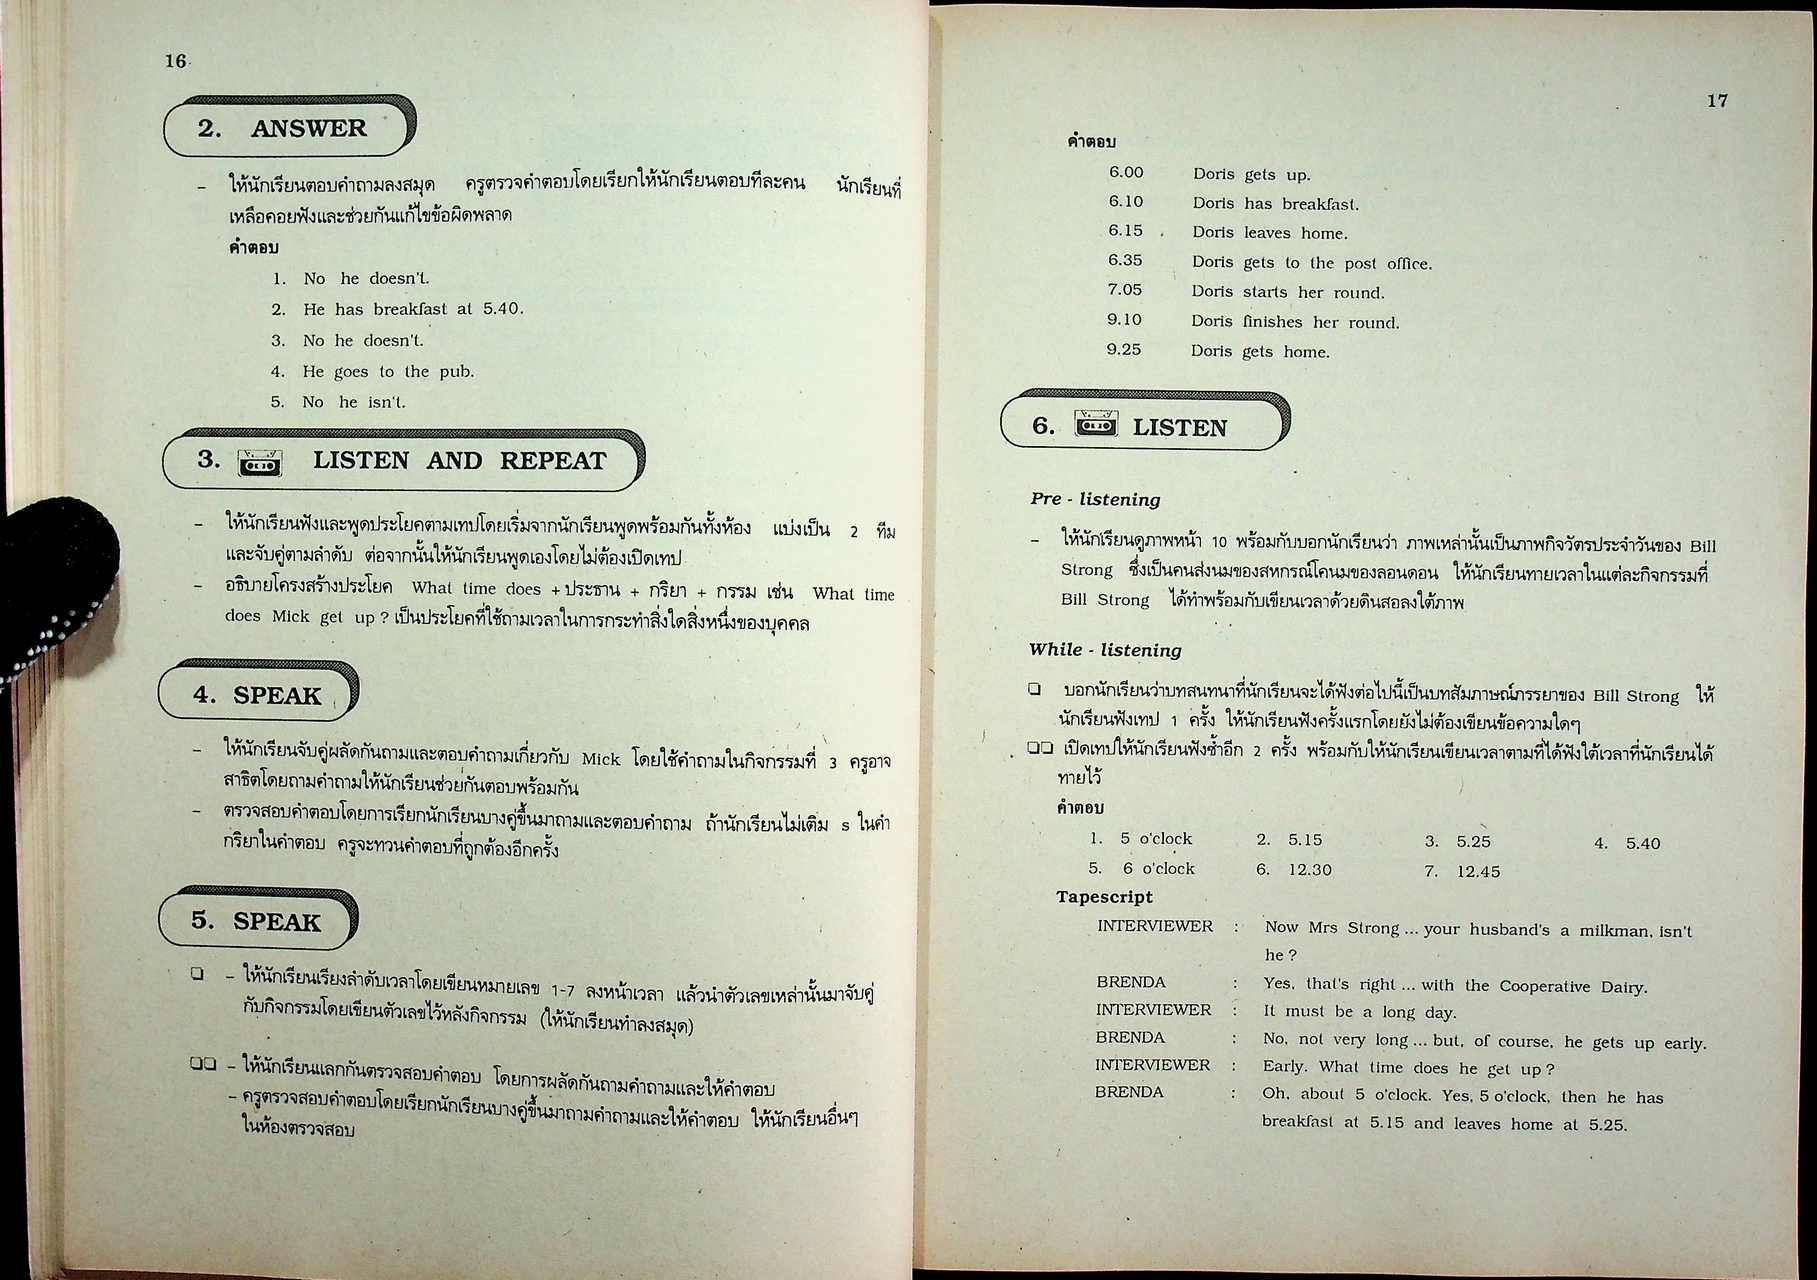 16
2. ANSWER
– ให้นักเรียนตอบคำถามลงสมุด ครูตรวจคำตอบโดยเรียกให้นักเรียนตอบทีละคน นักเรียนที่
เหลือคอยฟังและช่วยกันแก้ไขข้อผิดพลาด
คำตอบ
1. No he doesn't.
2. He has breakfast at 5.40.
3. No he doesn't.
4. He goes to the pub.
5. No he isn't.
3. LISTEN AND REPEAT
– ให้นักเรียนฟังและพูดประโยคตามเทปโดยเริ่มจากนักเรียนพูดพร้อมกันทั้งห้อง แบ่งเป็น 2 ทีม
และจับคู่ตามลำดับ ต่อจากนั้นให้นักเรียนพูดเองโดยไม่ต้องเปิดเทป
– อธิบายโครงสร้างประโยค What time does + ประธาน + กริยา + กรรม เช่น What time
does Mick get up ? เป็นประโยคที่ใช้ถามเวลาในการกระทำสิ่งใดสิ่งหนึ่งของบุคคล
4. SPEAK
– ให้นักเรียนจับคู่ผลัดกันถามและตอบคำถามเกี่ยวกับ Mick โดยใช้คำถามในกิจกรรมที่ 3 ครูอาจ
สาธิตโดยถามคำถามให้นักเรียนช่วยกันตอบพร้อมกัน
– ตรวจสอบคำตอบโดยการเรียกนักเรียนบางคู่ขึ้นมาถามและตอบคำถาม ถ้านักเรียนไม่เติม s ในคำ
กริยาในคำตอบ ครูจะทวนคำตอบที่ถูกต้องอีกครั้ง
5. SPEAK
❏ – ให้นักเรียนเรียงลำดับเวลาโดยเขียนหมายเลข 1-7 ลงหน้าเวลา แล้วนำตัวเลขเหล่านั้นมาจับคู่
กับกิจกรรมโดยเขียนตัวเลขไว้หลังกิจกรรม (ให้นักเรียนทำลงสมุด)
❏❏ – ให้นักเรียนแลกกันตรวจสอบคำตอบ โดยการผลัดกันถามคำถามและให้คำตอบ
– ครูตรวจสอบคำตอบโดยเรียกนักเรียนบางคู่ขึ้นมาถามคำถามและให้คำตอบ ให้นักเรียนอื่นๆ
ในห้องตรวจสอบ
17
คำตอบ
6.00 Doris gets up.
6.10 Doris has breakfast.
6.15 Doris leaves home.
6.35 Doris gets to the post office.
7.05 Doris starts her round.
9.10 Doris finishes her round.
9.25 Doris gets home.
6. LISTEN
Pre - listening
– ให้นักเรียนดูภาพหน้า 10 พร้อมกับบอกนักเรียนว่า ภาพเหล่านั้นเป็นภาพกิจวัตรประจำวันของ Bill
Strong ซึ่งเป็นคนส่งนมของสหกรณ์โคนมของลอนดอน ให้นักเรียนทายเวลาในแต่ละกิจกรรมที่
Bill Strong ได้ทำพร้อมกับเขียนเวลาด้วยดินสอลงใต้ภาพ
While - listening
❏ บอกนักเรียนว่าบทสนทนาที่นักเรียนจะได้ฟังต่อไปนี้เป็นบทสัมภาษณ์ภรรยาของ Bill Strong ให้
นักเรียนฟังเทป 1 ครั้ง ให้นักเรียนฟังครั้งแรกโดยยังไม่ต้องเขียนข้อความใดๆ
❏❏ เปิดเทปให้นักเรียนฟังซ้ำอีก 2 ครั้ง พร้อมกับให้นักเรียนเขียนเวลาตามที่ได้ฟังใต้เวลาที่นักเรียนได้
ทายไว้
คำตอบ
1. 5 o'clock 2. 5.15 3. 5.25 4. 5.40
5. 6 o'clock 6. 12.30 7. 12.45
Tapescript
INTERVIEWER : Now Mrs Strong ... your husband's a milkman, isn't
he ?
BRENDA : Yes, that's right ... with the Cooperative Dairy.
INTERVIEWER : It must be a long day.
BRENDA : No, not very long ... but, of course, he gets up early.
INTERVIEWER : Early. What time does he get up ?
BRENDA : Oh, about 5 o'clock. Yes, 5 o'clock, then he has
breakfast at 5.15 and leaves home at 5.25.